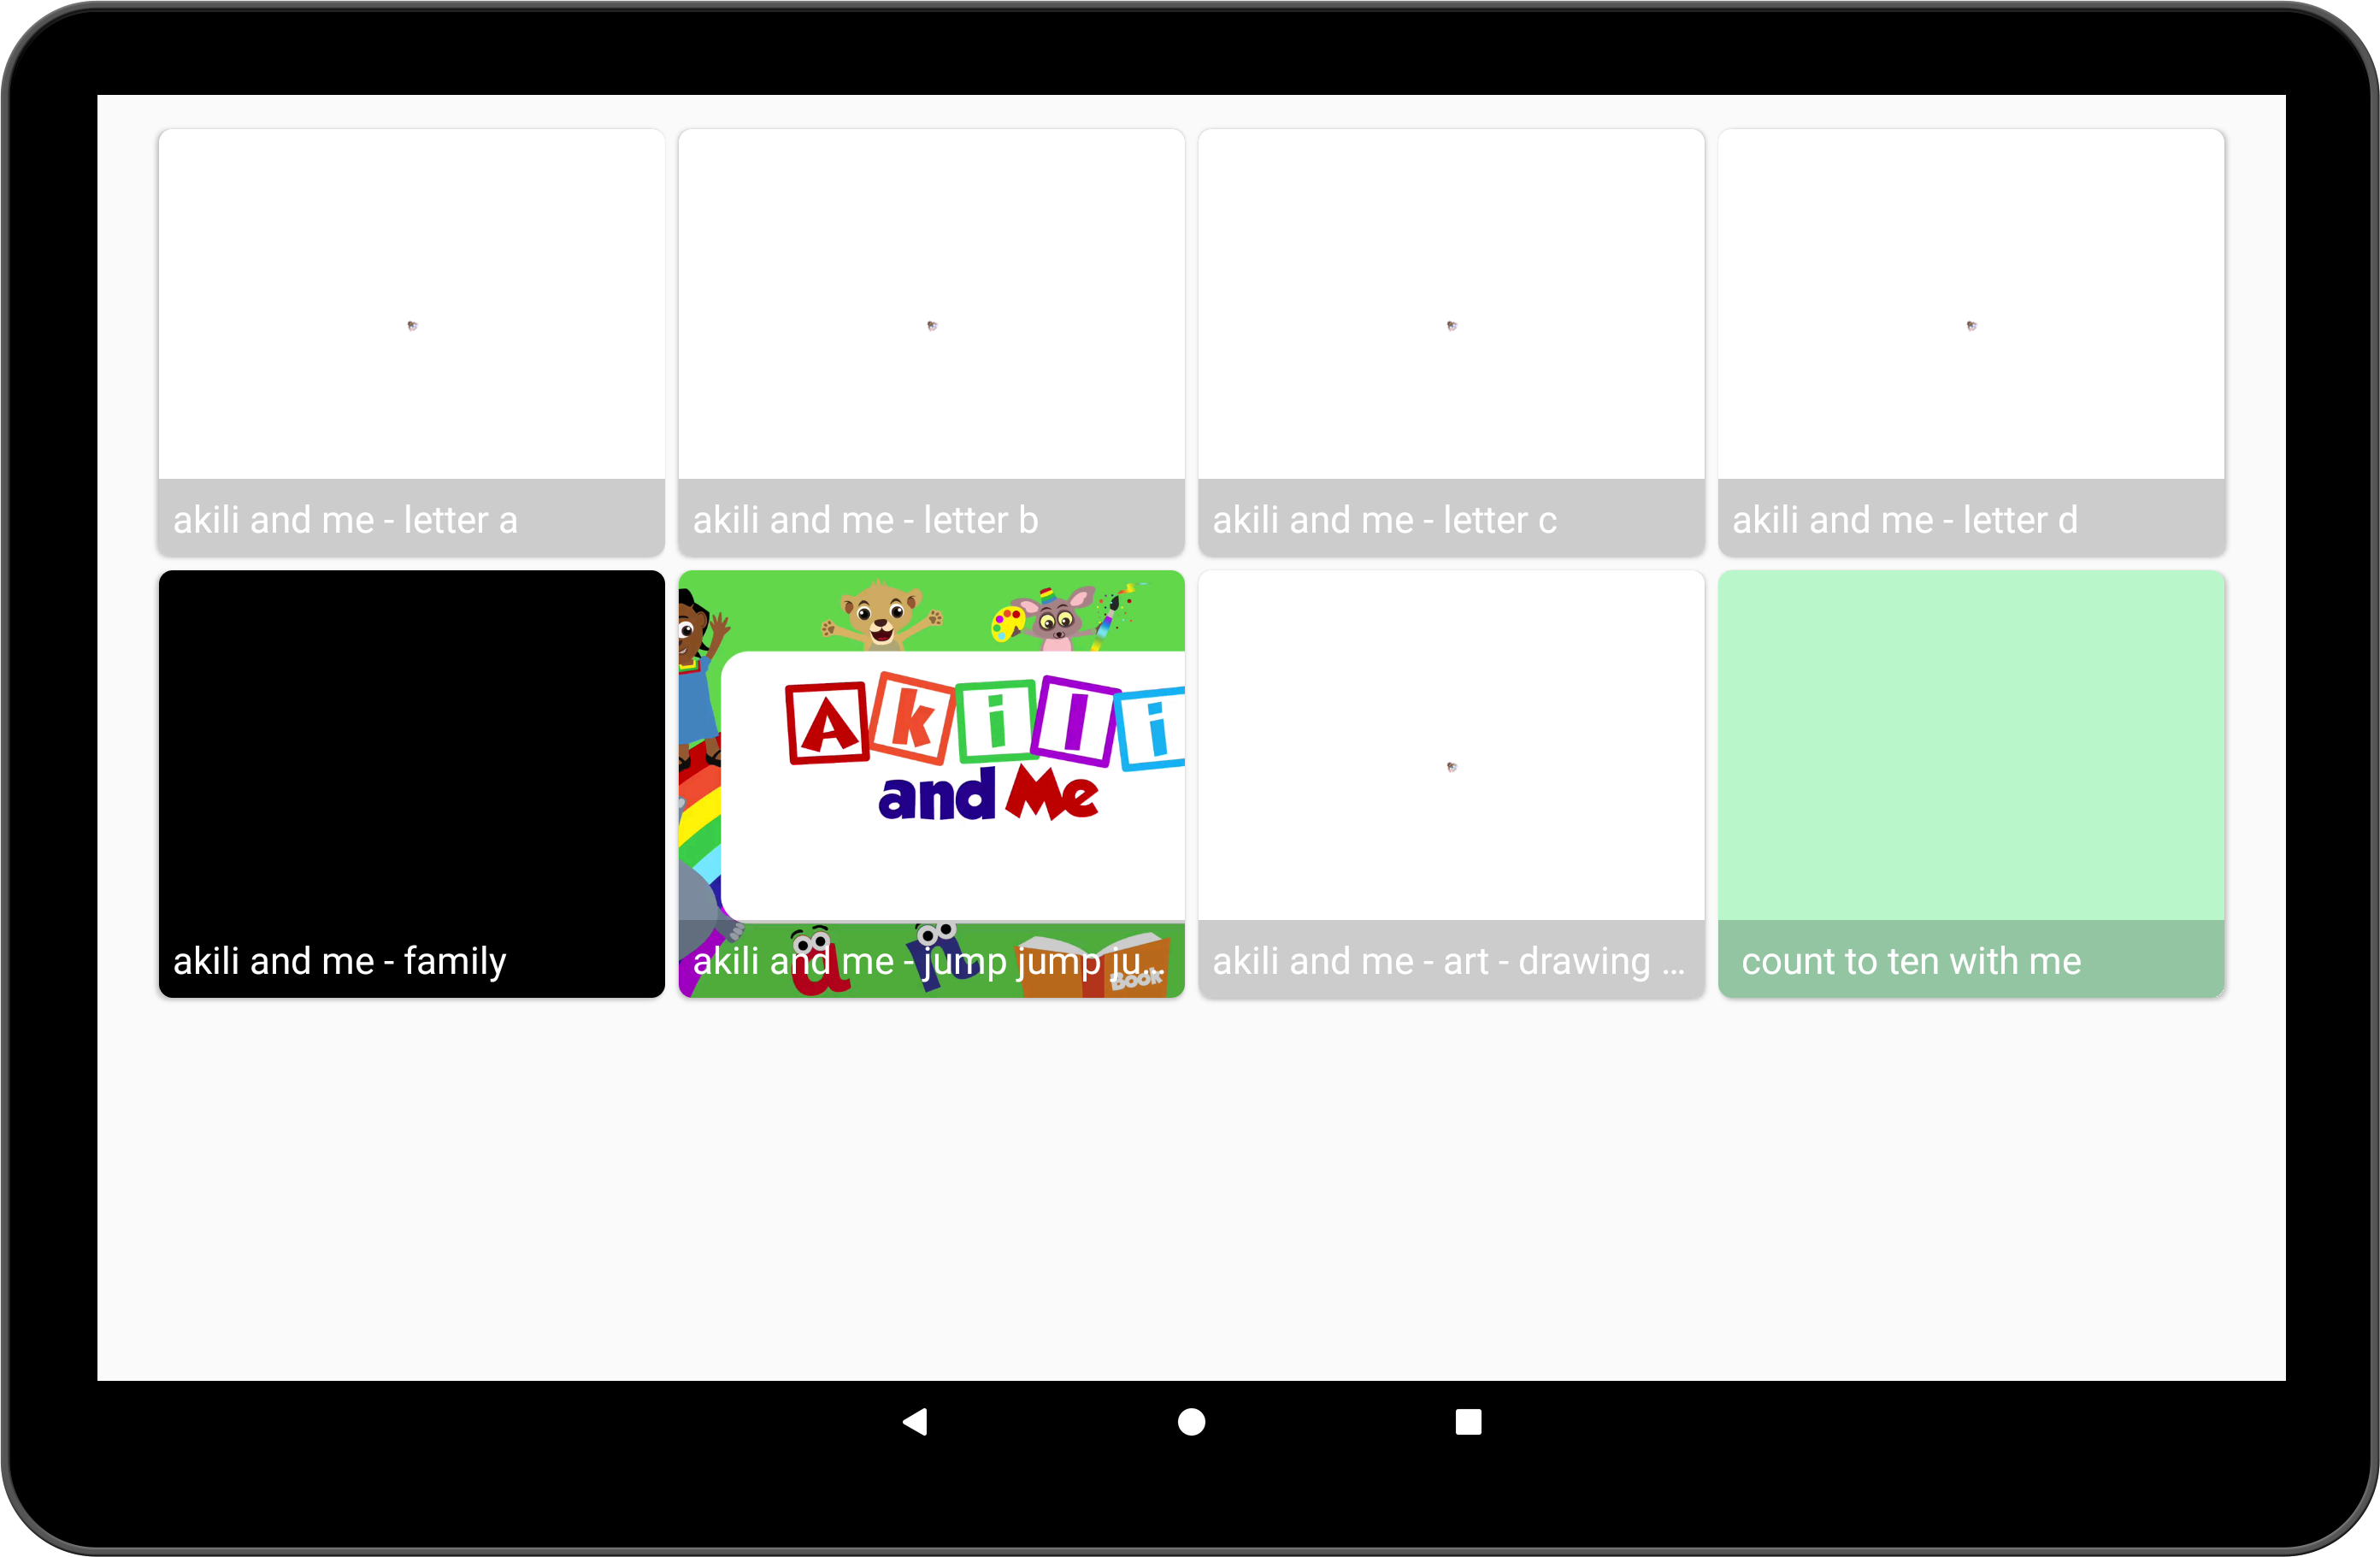 akili and me - letter a
akili and me - letter b
akili and me - letter c
akili and me - letter d
akili and me - family
Akili
and Me
Book
akili and me - jump jump ju...
akili and me - art - drawing ...
count to ten with me